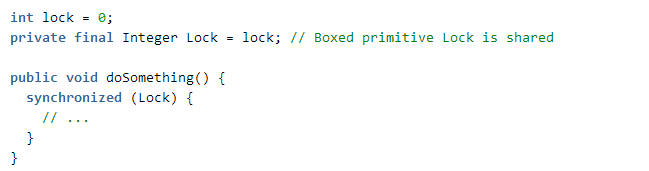 int lock = 0;
private final Integer Lock = lock; // Boxed primitive Lock is shared
public void doSomething() {
synchronized (Lock) {
// ...
}
}